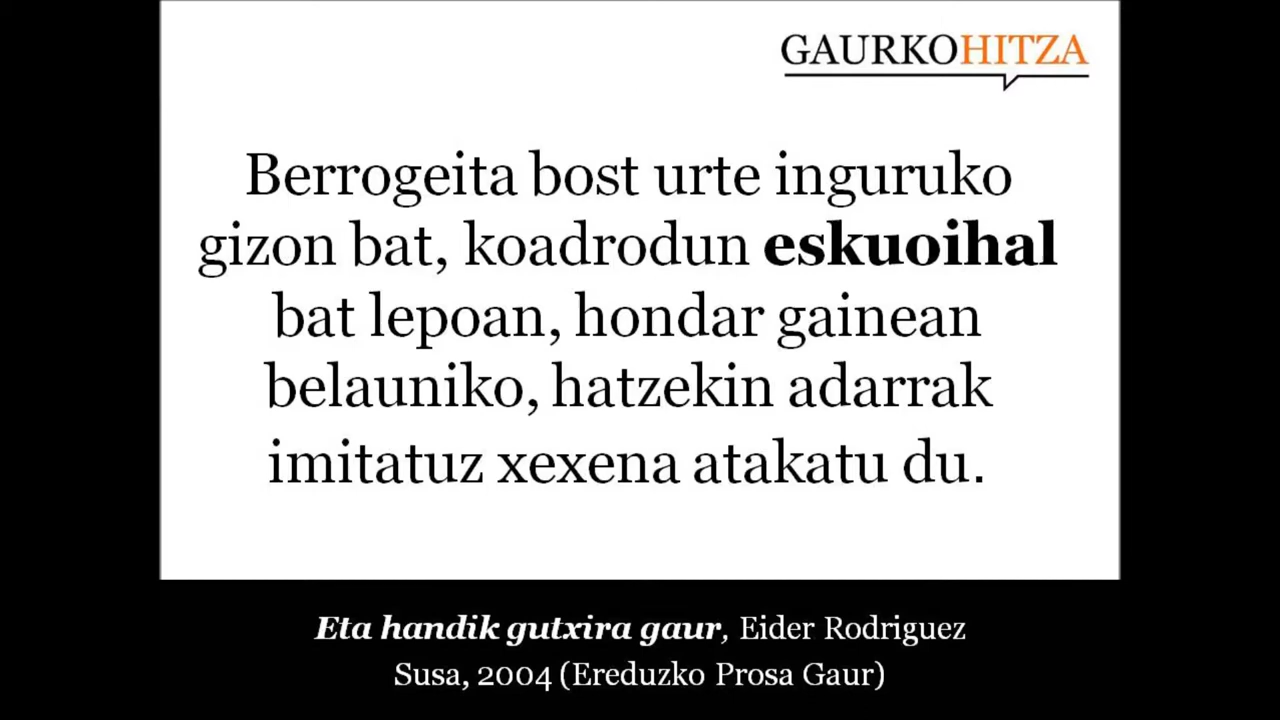 GAURKOHITZA
Berrogeita bost urte inguruko
gizon bat, koadrodun eskuoihal
bat lepoan, hondar gainean
belauniko, hatzekin adarrak
imitatuz xexena atakatu du.
Eta handik gutxira gaur, Eider Rodriguez
Susa, 2004 (Ereduzko Prosa Gaur)